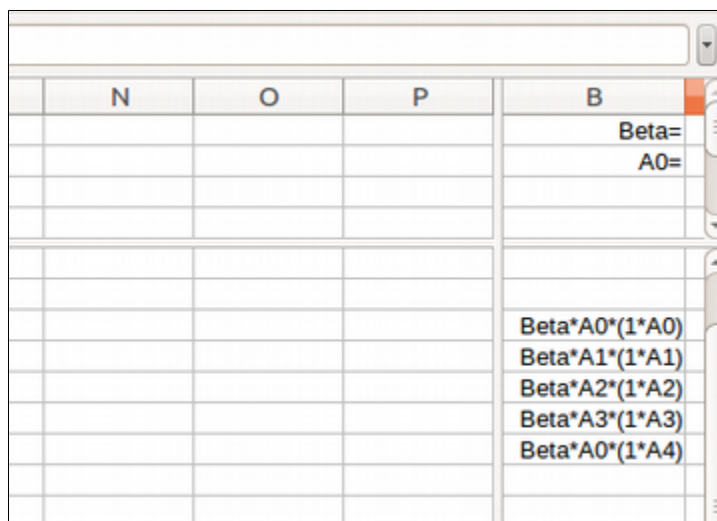 N O P B
Beta=
A0=
Beta*A0*(1*A0)
Beta*A1*(1*A1)
Beta*A2*(1*A2)
Beta*A3*(1*A3)
Beta*A0*(1*A4)